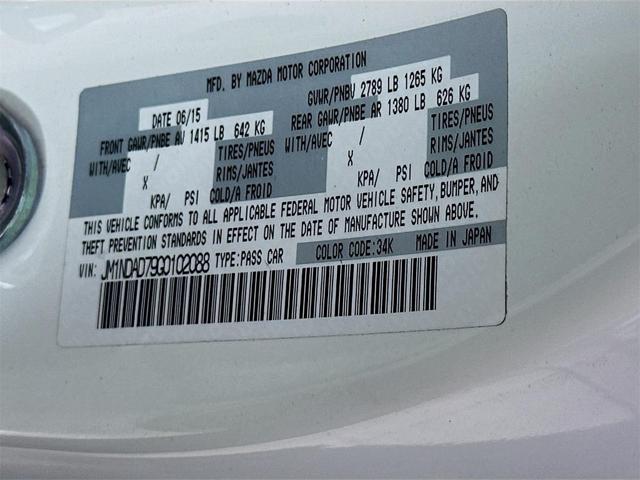 MFD. BY MAZDA MOTOR CORPORATION
DATE 06/15 GVWR/PNBV 2789 LB 1265 KG
FRONT GAWR/PNBE AV 1415 LB 642 KG REAR GAWR/PNBE AR 1380 LB 626 KG
WITH/AVEC / TIRES/PNEUS WITH/AVEC / TIRES/PNEUS
X RIMS/JANTES X RIMS/JANTES
KPA/ PSI COLD/A FROID KPA/ PSI COLD/A FROID
THIS VEHICLE CONFORMS TO ALL APPLICABLE FEDERAL MOTOR VEHICLE SAFETY, BUMPER, AND
THEFT PREVENTION STANDARDS IN EFFECT ON THE DATE OF MANUFACTURE SHOWN ABOVE.
VIN: JM1NDAD79G0102088 TYPE:PASS CAR COLOR CODE:34K MADE IN JAPAN